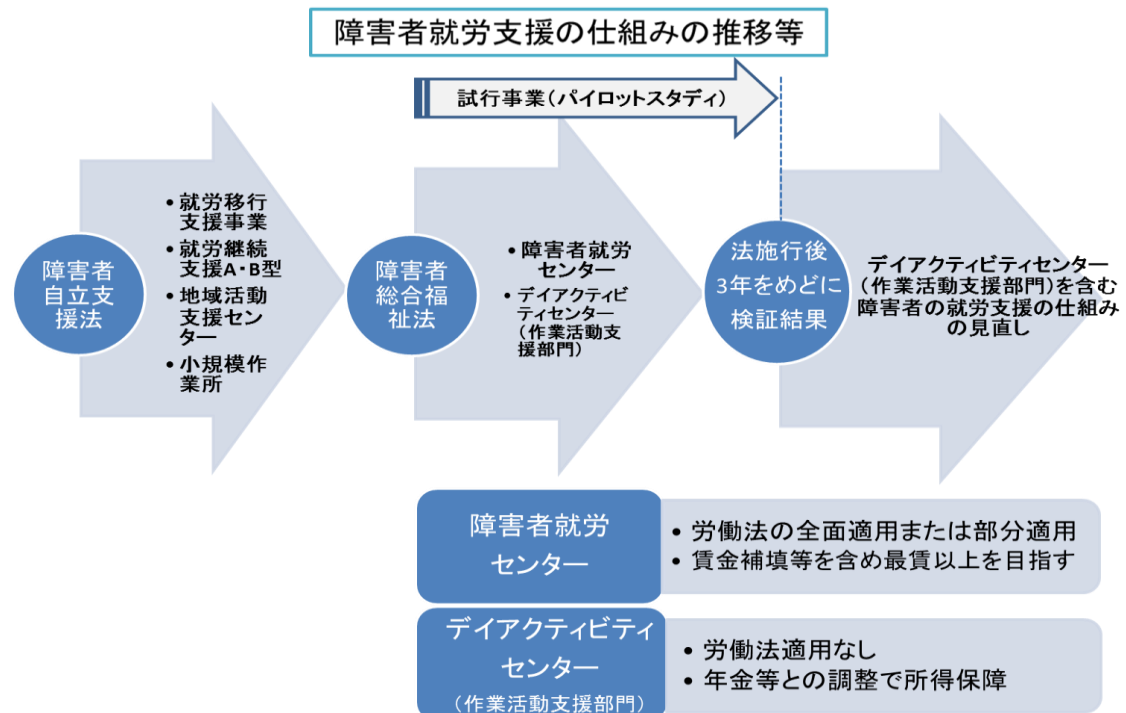 障害者就労支援の仕組みの推移等
試行事業(パイロットスタディ)
障害者
自立支
援法
• 就労移行
支援事業
• 就労継続
支援A・B型
• 地域活動
支援セン
ター
• 小規模作
業所
障害者
総合福
祉法
• 障害者就労
センター
• デイアクティビ
ティセンター
(作業活動支
援部門)
法施行後
3年をめどに
検証結果
デイアクティビティセンター
(作業活動支援部門)を含む
障害者の就労支援の仕組み
の見直し
障害者就労
センター
• 労働法の全面適用または部分適用
• 賃金補填等を含め最賃以上を目指す
デイアクティビティ
センター
(作業活動支援部門)
• 労働法適用なし
• 年金等との調整で所得保障